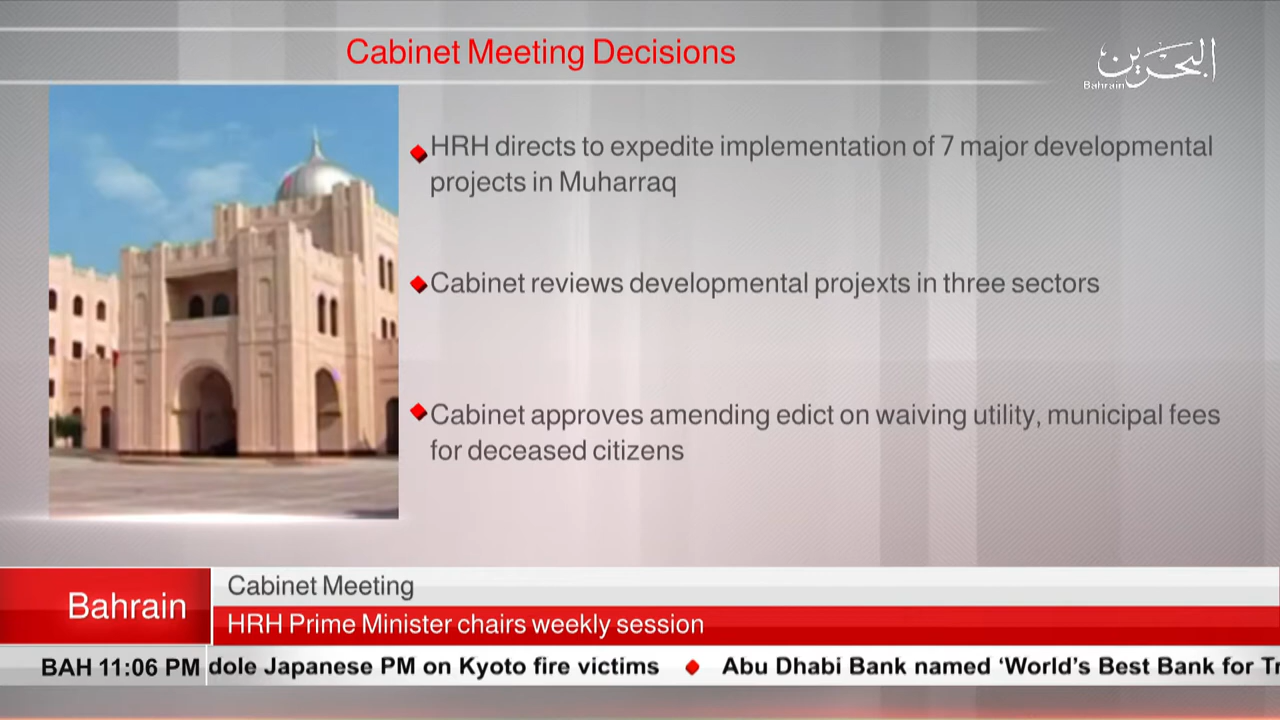 Cabinet Meeting Decisions
البحرين
Bahrain
HRH directs to expedite implementation of 7 major developmental
projects in Muharraq
Cabinet reviews developmental projexts in three sectors
Cabinet approves amending edict on waiving utility, municipal fees
for deceased citizens
Cabinet Meeting
Bahrain
HRH Prime Minister chairs weekly session
BAH 11:06 PM dole Japanese PM on Kyoto fire victims Abu Dhabi Bank named ‘World’s Best Bank for Tr